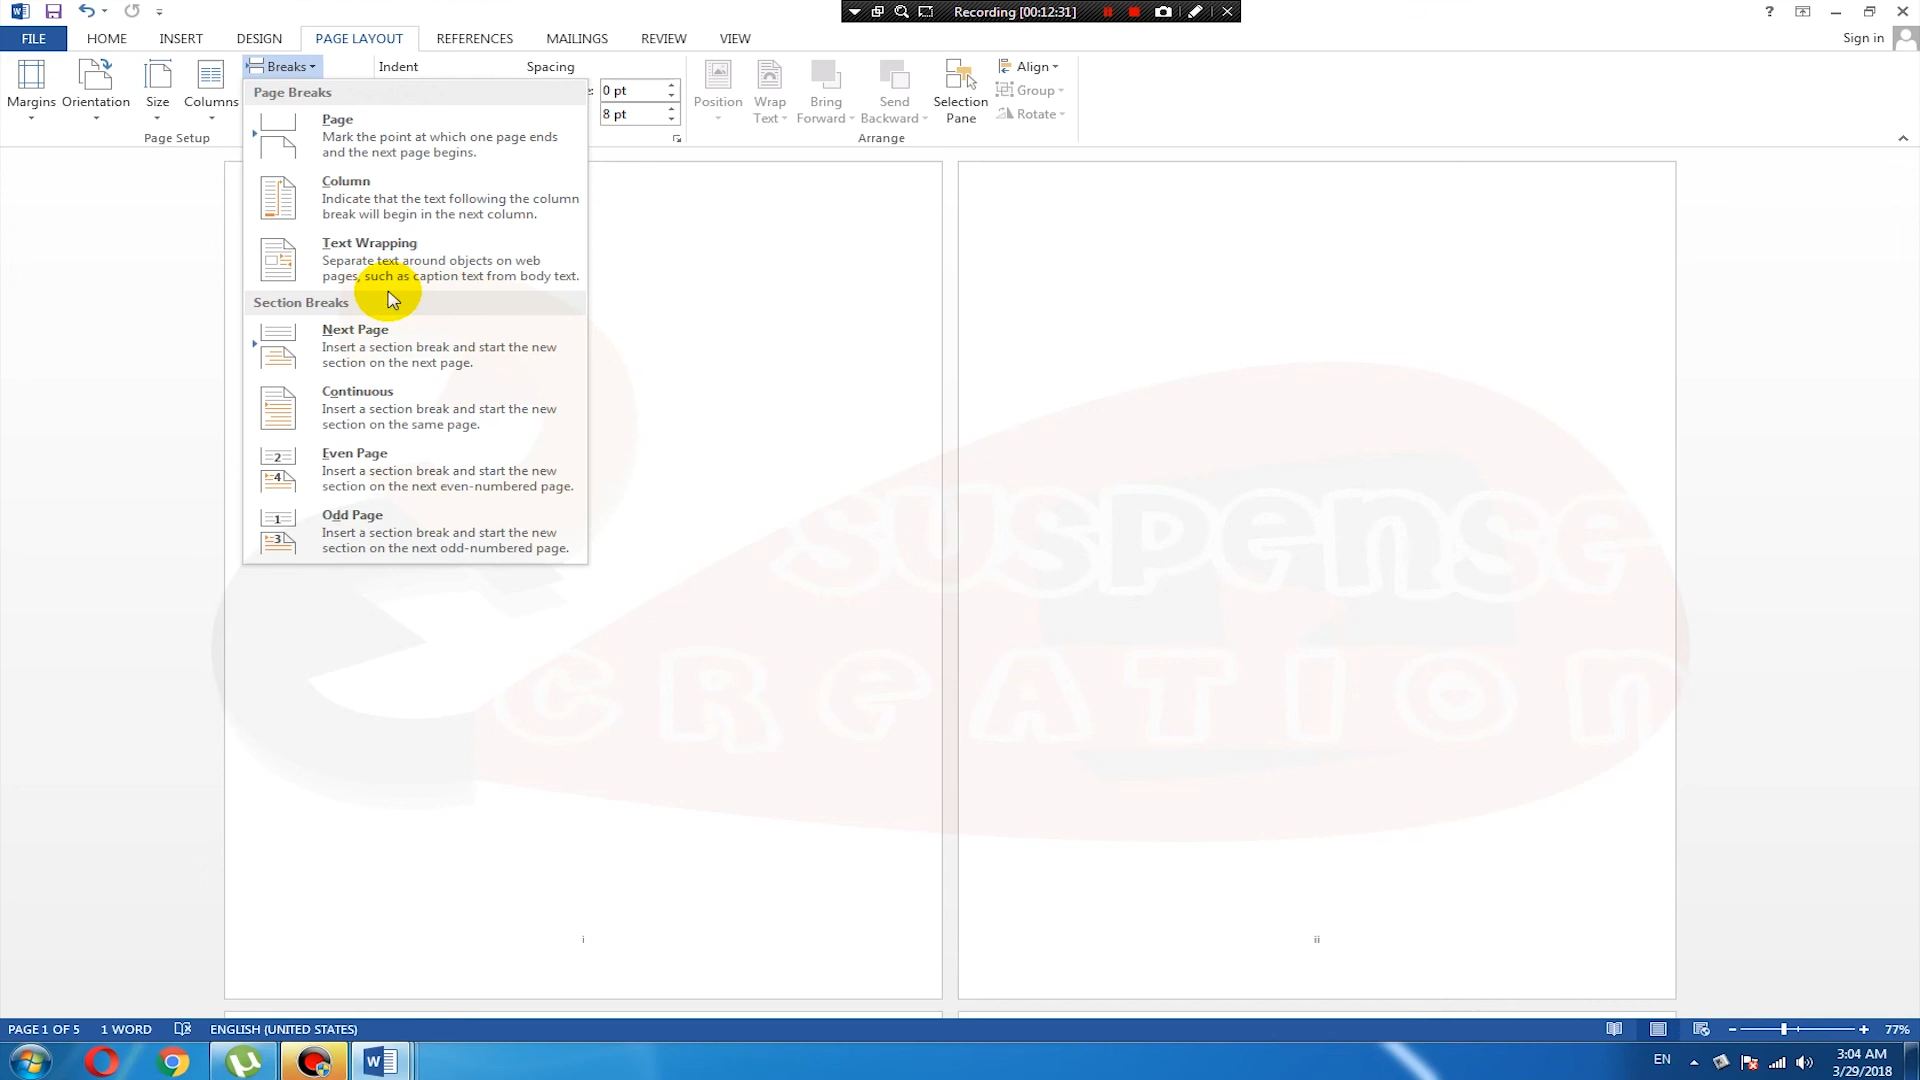 Recording [00:12:31]
?
FILE
HOME
INSERT
DESIGN
PAGE LAYOUT
REFERENCES
MAILINGS
REVIEW
VIEW
Sign in
Margins
Orientation
Size
Columns
Breaks
Indent
Spacing
0 pt
8 pt
Position
Wrap
Text
Bring
Forward
Send
Backward
Selection
Pane
Align
Group
Rotate
Page Setup
Arrange
Page Breaks
Page
Mark the point at which one page ends
and the next page begins.
Column
Indicate that the text following the column
break will begin in the next column.
Text Wrapping
Separate text around objects on web
pages, such as caption text from body text.
Section Breaks
Next Page
Insert a section break and start the new
section on the next page.
Continuous
Insert a section break and start the new
section on the same page.
Even Page
Insert a section break and start the new
section on the next even-numbered page.
Odd Page
Insert a section break and start the new
section on the next odd-numbered page.
2
4
1
3
suspense
CReATIOn
i
ii
PAGE 1 OF 5
1 WORD
ENGLISH (UNITED STATES)
77%
EN
3:04 AM
3/29/2018